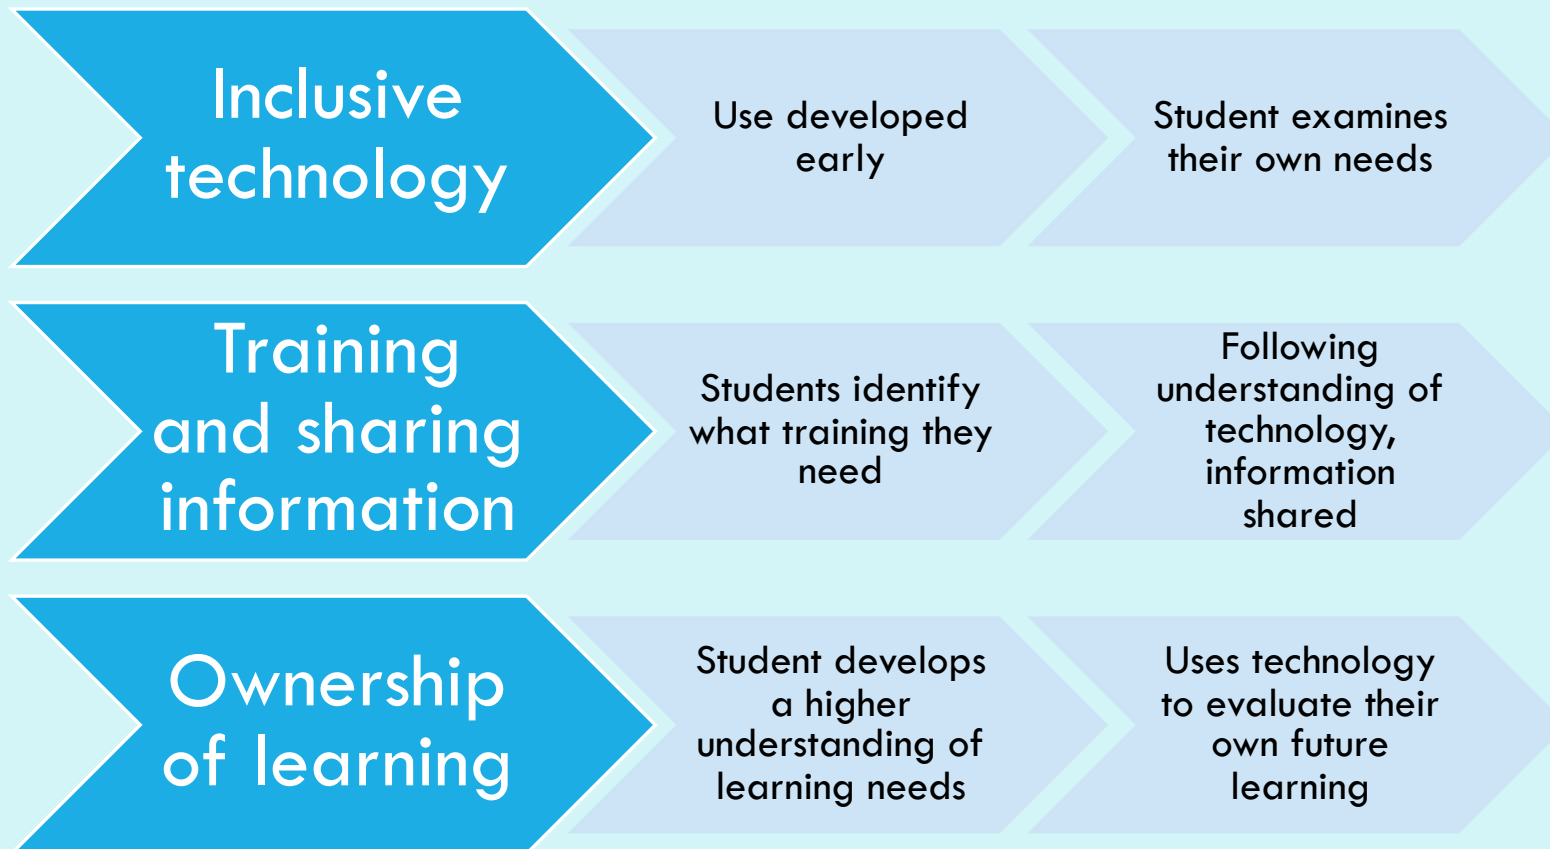 Inclusive
technology
Use developed
early
Student examines
their own needs
Training
and sharing
information
Students identify
what training they
need
Following
understanding of
technology,
information
shared
Ownership
of learning
Student develops
a higher
understanding of
learning needs
Uses technology
to evaluate their
own future
learning